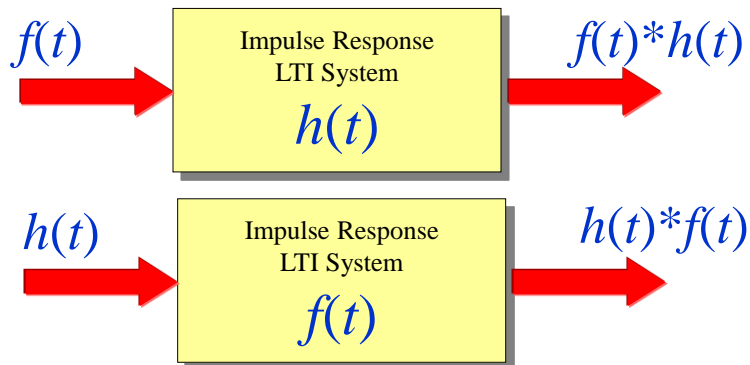 f(t)
Impulse Response
LTI System
h(t)
f(t)*h(t)
h(t)
Impulse Response
LTI System
f(t)
h(t)*f(t)